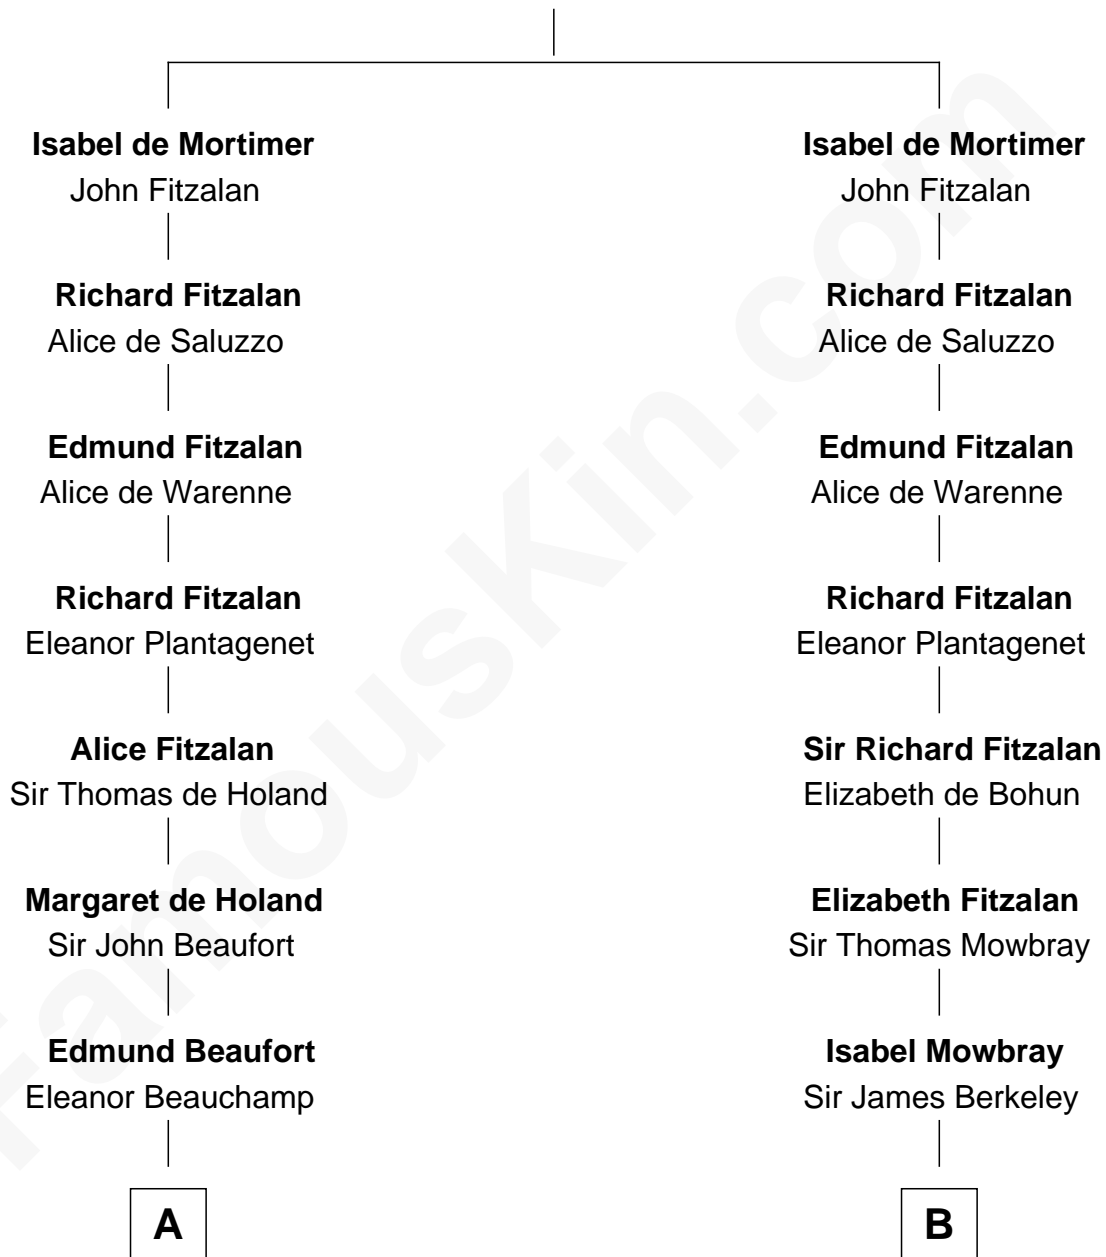 Isabel de Mortimer
John Fitzalan
Richard Fitzalan
Alice de Saluzzo
Edmund Fitzalan
Alice de Warenne
Richard Fitzalan
Eleanor Plantagenet
Alice Fitzalan
Sir Thomas de Holand
Margaret de Holand
Sir John Beaufort
Edmund Beaufort
Eleanor Beauchamp
A
Isabel de Mortimer
John Fitzalan
Richard Fitzalan
Alice de Saluzzo
Edmund Fitzalan
Alice de Warenne
Richard Fitzalan
Eleanor Plantagenet
Sir Richard Fitzalan
Elizabeth de Bohun
Elizabeth Fitzalan
Sir Thomas Mowbray
Isabel Mowbray
Sir James Berkeley
B
FamousKin.com